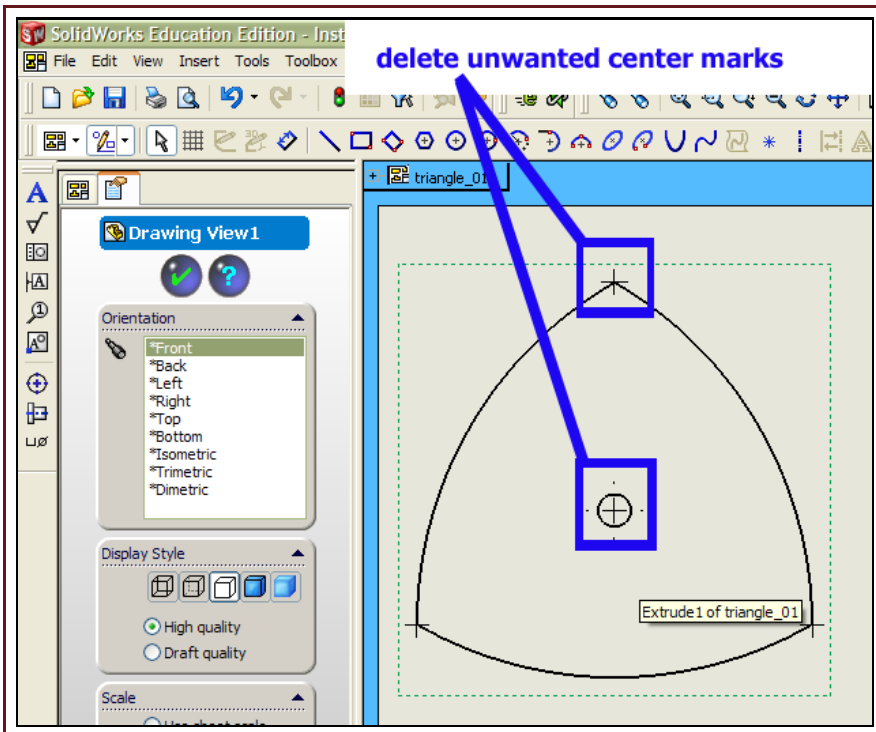 SolidWorks Education Edition - Inst
delete unwanted center marks
File Edit View Insert Tools Toolbox
triangle_01
Drawing View1
Orientation
*Front
*Back
*Left
*Right
*Top
*Bottom
*Isometric
*Trimetric
*Dimetric
Extrude1 of triangle_01
Display Style
High quality
Draft quality
Scale